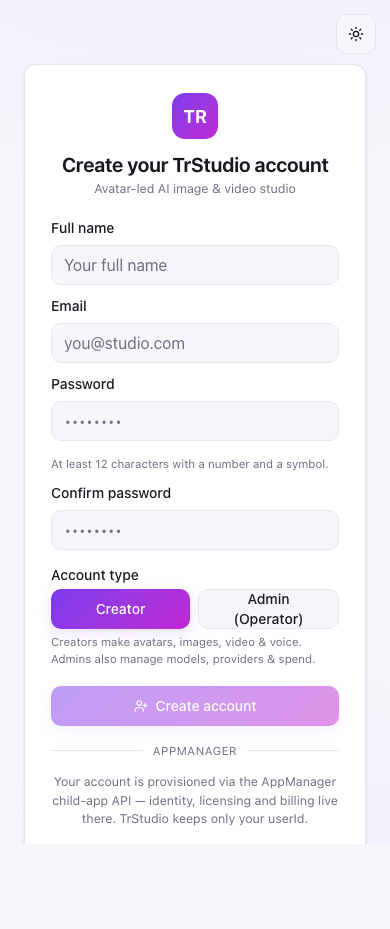 TR
Create your TrStudio account
Avatar-led AI image & video studio
Full name
Your full name
Email
you@studio.com
Password
••••••••
At least 12 characters with a number and a symbol.
Confirm password
••••••••
Account type
Creator
Admin
(Operator)
Creators make avatars, images, video & voice.
Admins also manage models, providers & spend.
Create account
APPMANAGER
Your account is provisioned via the AppManager
child-app API — identity, licensing and billing live
there. TrStudio keeps only your userId.